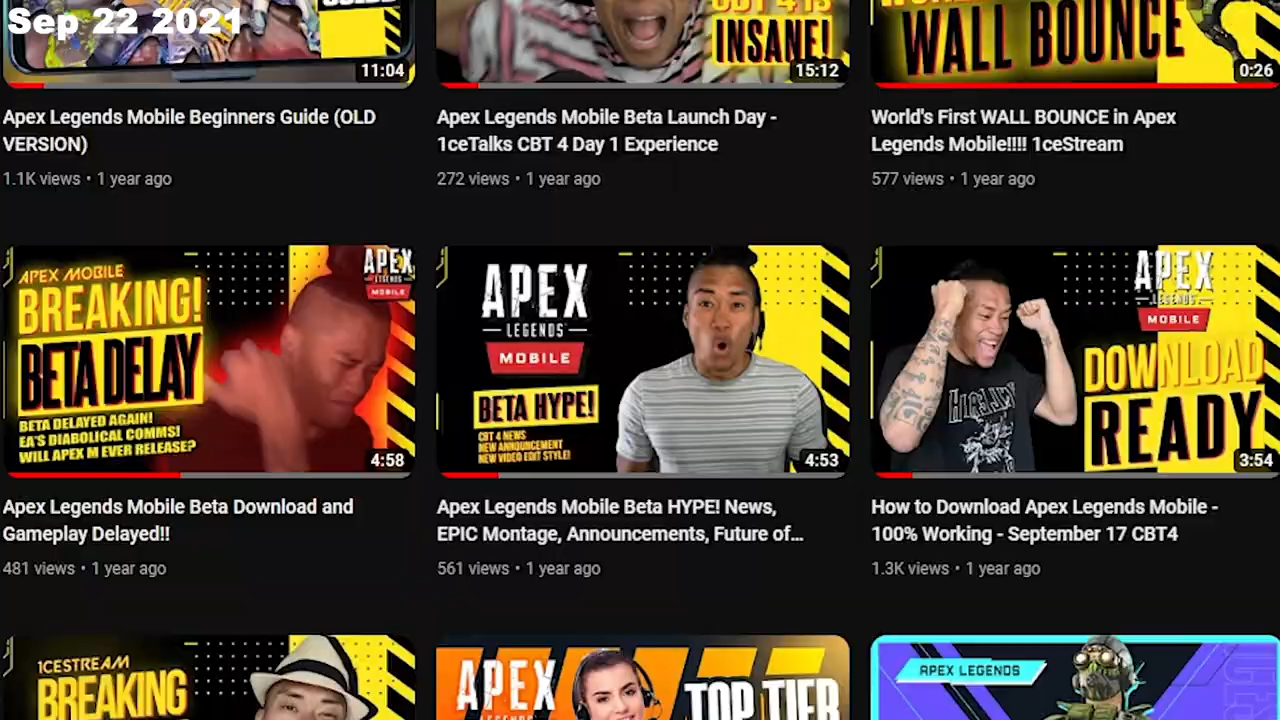 Sep 22 2021
GUIDE
11:04
CBT 4 IS
INSANE!
15:12
WALL BOUNCE
0:26
Apex Legends Mobile Beginners Guide (OLD
VERSION)
1.1K views • 1 year ago
Apex Legends Mobile Beta Launch Day -
1ceTalks CBT 4 Day 1 Experience
272 views • 1 year ago
World's First WALL BOUNCE in Apex
Legends Mobile!!!! 1ceStream
577 views • 1 year ago
APEX MOBILE
BREAKING!
BETA DELAY
BETA DELAYED AGAIN!
EA'S DIABOLICAL COMMS!
WILL APEX M EVER RELEASE?
APEX
LEGENDS
MOBILE
4:58
APEX
LEGENDS
MOBILE
BETA HYPE!
CBT 4 NEWS
NEW ANNOUNCEMENT
NEW VIDEO EDIT STYLE!
4:53
APEX
LEGENDS
MOBILE
DOWNLOAD
READY
3:54
Apex Legends Mobile Beta Download and
Gameplay Delayed!!
481 views • 1 year ago
Apex Legends Mobile Beta HYPE! News,
EPIC Montage, Announcements, Future of...
561 views • 1 year ago
How to Download Apex Legends Mobile -
100% Working - September 17 CBT4
1.3K views • 1 year ago
1CESTREAM
BREAKING
APEX
LEGENDS
TOP TIER
APEX LEGENDS